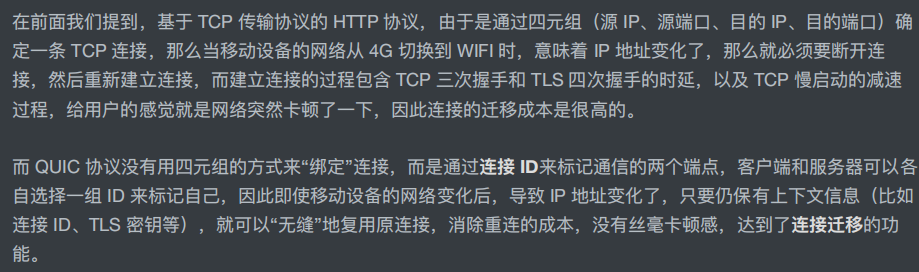 在前面我们提到，基于 TCP 传输协议的 HTTP 协议，由于是通过四元组（源 IP、源端口、目的 IP、目的端口）确
定一条 TCP 连接，那么当移动设备的网络从 4G 切换到 WIFI 时，意味着 IP 地址变化了，那么就必须要断开连
接，然后重新建立连接，而建立连接的过程包含 TCP 三次握手和 TLS 四次握手的时延，以及 TCP 慢启动的减速
过程，给用户的感觉就是网络突然卡顿了一下，因此连接的迁移成本是很高的。
而 QUIC 协议没有用四元组的方式来“绑定”连接，而是通过连接 ID来标记通信的两个端点，客户端和服务器可以各
自选择一组 ID 来标记自己，因此即使移动设备的网络变化后，导致 IP 地址变化了，只要仍保有上下文信息（比如
连接 ID、TLS 密钥等），就可以“无缝”地复用原连接，消除重连的成本，没有丝毫卡顿感，达到了连接迁移的功
能。